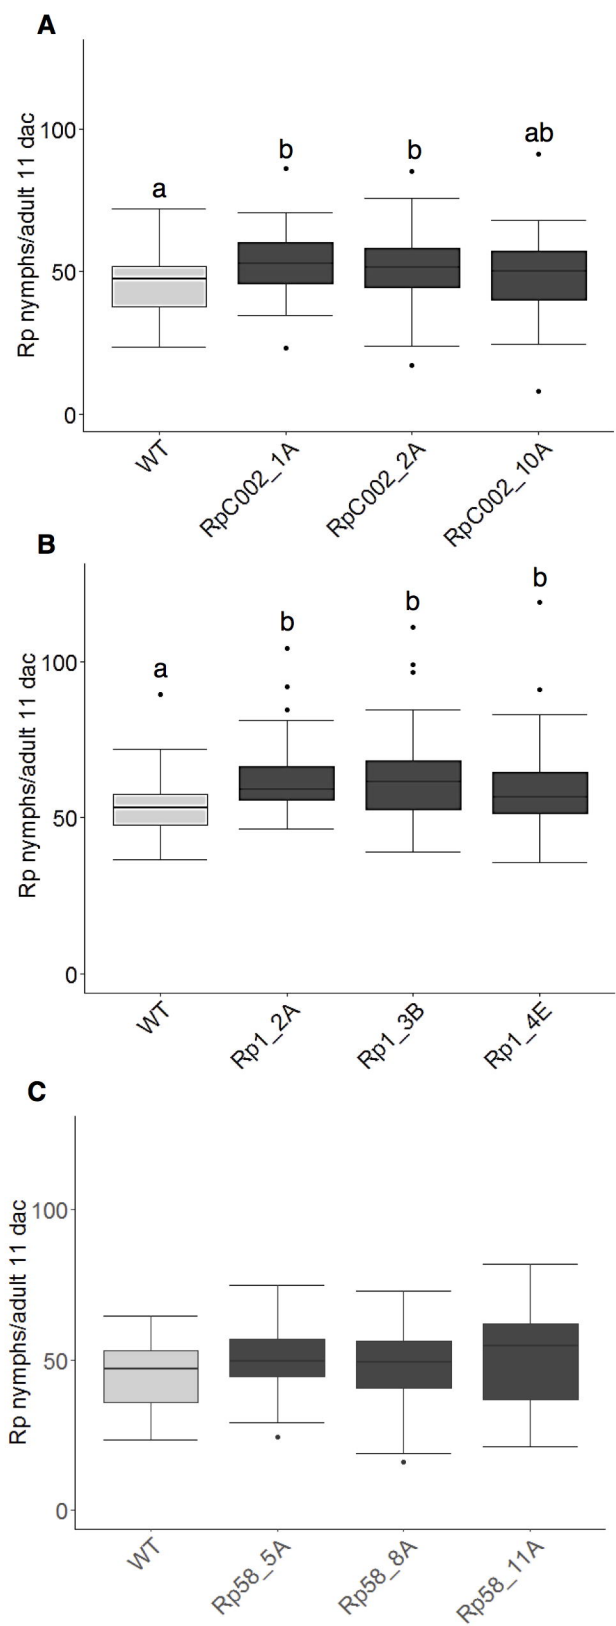 A
Rp nymphs/adult 11 dac
100
50
0
a
b
b
ab
WT
RpC002_1A
RpC002_2A
RpC002_10A
B
Rp nymphs/adult 11 dac
100
50
0
a
b
b
b
WT
Rp1_2A
Rp1_3B
Rp1_4E
C
Rp nymphs/adult 11 dac
100
50
0
WT
Rp58_5A
Rp58_8A
Rp58_11A